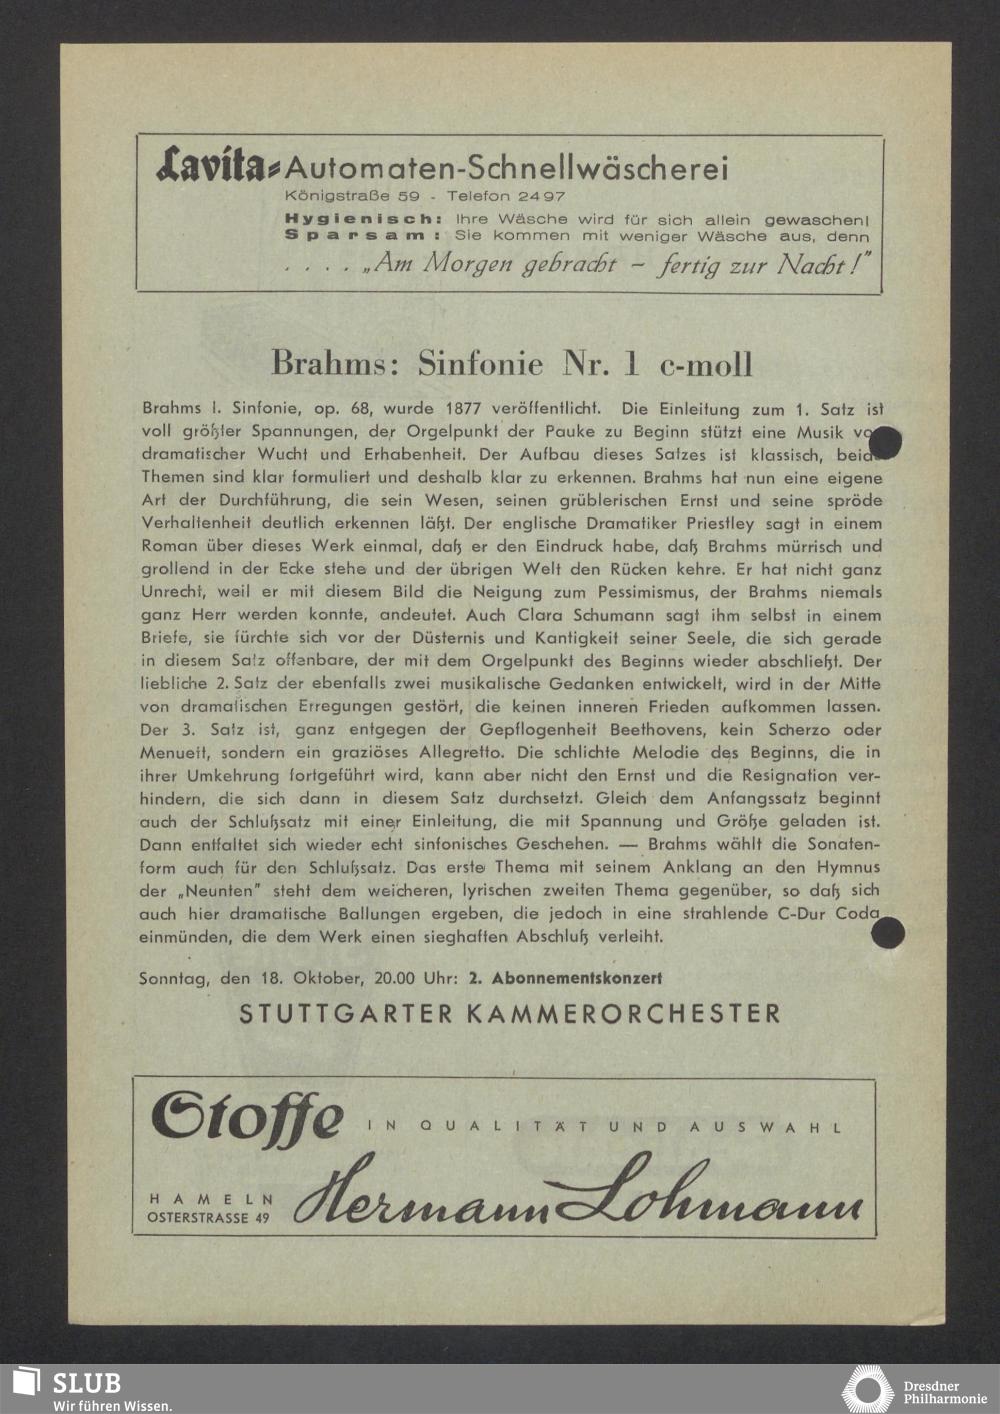 Lavita-Automaten-Schnellwäscherei
Königstraße 59 - Telefon 2497
Hygienisch: Ihre Wäsche wird für sich allein gewaschen!
Sparsam: Sie kommen mit weniger Wäsche aus, denn
. . . . „Am Morgen gebracht – fertig zur Nacht!"
Brahms: Sinfonie Nr. 1 c-moll
Brahms I. Sinfonie, op. 68, wurde 1877 veröffentlicht. Die Einleitung zum 1. Satz ist
voll größter Spannungen, der Orgelpunkt der Pauke zu Beginn stützt eine Musik
dramatischer Wucht und Erhabenheit. Der Aufbau dieses Satzes ist klassisch,
Themen sind klar formuliert und deshalb klar zu erkennen. Brahms hat nun eine eigene
Art der Durchführung, die sein Wesen, seinen grüblerischen Ernst und seine spröde
Verhaltenheit deutlich erkennen läßt. Der englische Dramatiker Priestley sagt in einem
Roman über dieses Werk einmal, daß er den Eindruck habe, daß Brahms mürrisch und
grollend in der Ecke stehe und der übrigen Welt den Rücken kehre. Er hat nicht ganz
Unrecht, weil er mit diesem Bild die Neigung zum Pessimismus, der Brahms niemals
ganz Herr werden konnte, andeutet. Auch Clara Schumann sagt ihm selbst in einem
Briefe, sie fürchte sich vor der Düsternis und Kantigkeit seiner Seele, die sich gerade
in diesem Satz offenbare, der mit dem Orgelpunkt des Beginns wieder abschließt. Der
liebliche 2. Satz der ebenfalls zwei musikalische Gedanken entwickelt, wird in der Mitte
von dramatischen Erregungen gestört, die keinen inneren Frieden aufkommen lassen.
Der 3. Satz ist, ganz entgegen der Gepflogenheit Beethovens, kein Scherzo oder
Menuett, sondern ein graziöses Allegretto. Die schlichte Melodie des Beginns, die in
ihrer Umkehrung fortgeführt wird, kann aber nicht den Ernst und die Resignation ver-
hindern, die sich dann in diesem Satz durchsetzt. Gleich dem Anfangssatz beginnt
auch der Schlußsatz mit einer Einleitung, die mit Spannung und Größe geladen ist.
Dann entfaltet sich wieder echt sinfonisches Geschehen. — Brahms wählt die Sonaten-
form auch für den Schlußsatz. Das erste Thema mit seinem Anklang an den Hymnus
der „Neunten" steht dem weicheren, lyrischen zweiten Thema gegenüber, so daß sich
auch hier dramatische Ballungen ergeben, die jedoch in eine strahlende C-Dur Coda
einmünden, die dem Werk einen sieghaften Abschluß verleiht.
Sonntag, den 18. Oktober, 20.00 Uhr: 2. Abonnementskonzert
STUTTGARTER KAMMERORCHESTER
Stoffe IN QUALITÄT UND AUSWAHL
HAMELN
OSTERSTRASSE 49 Hermann Lohmann
SLUB
Wir führen Wissen.
Dresdner
Philharmonie